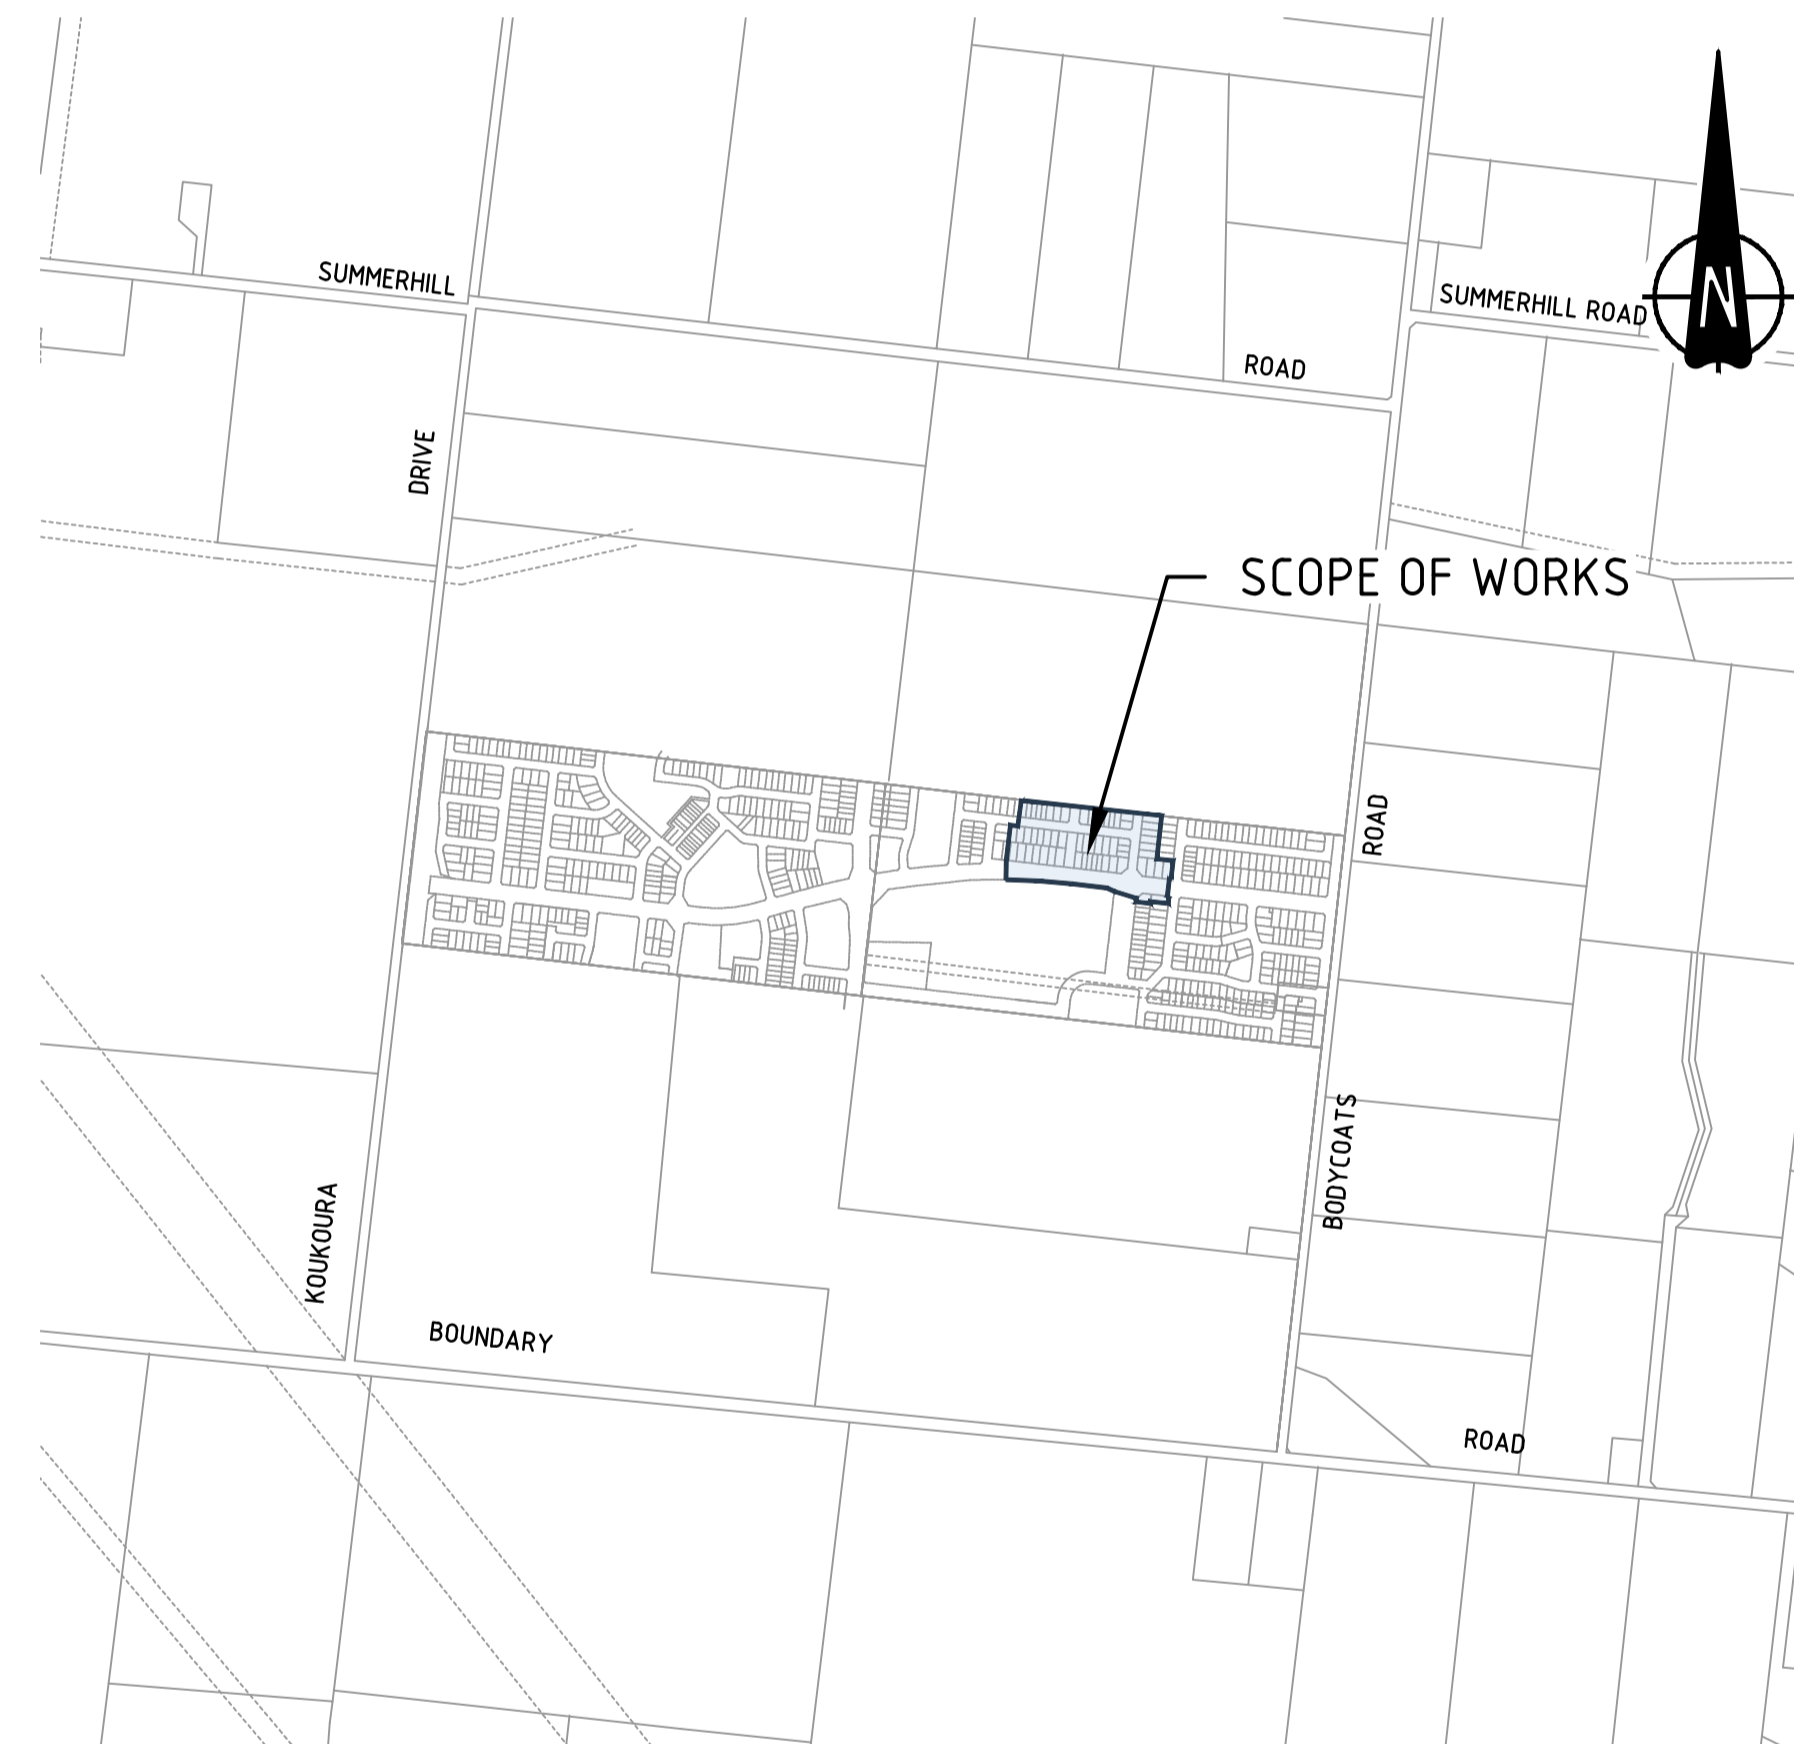 SUMMERHILL
SUMMERHILL ROAD
N
ROAD
DRIVE
SCOPE OF WORKS
ROAD
BODYCOATS
KOUKOURA
BOUNDARY
ROAD